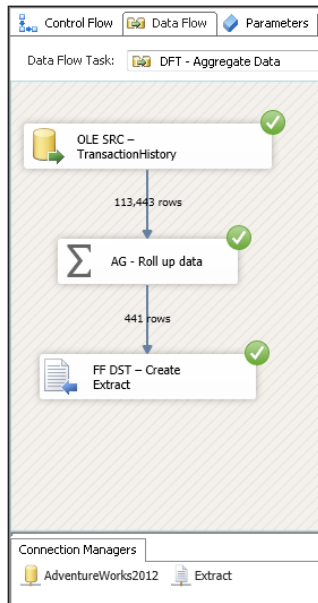 Control Flow Data Flow Parameters
Data Flow Task: DFT - Aggregate Data
OLE SRC –
TransactionHistory
113,443 rows
AG - Roll up data
441 rows
FF DST – Create
Extract
Connection Managers
AdventureWorks2012 Extract